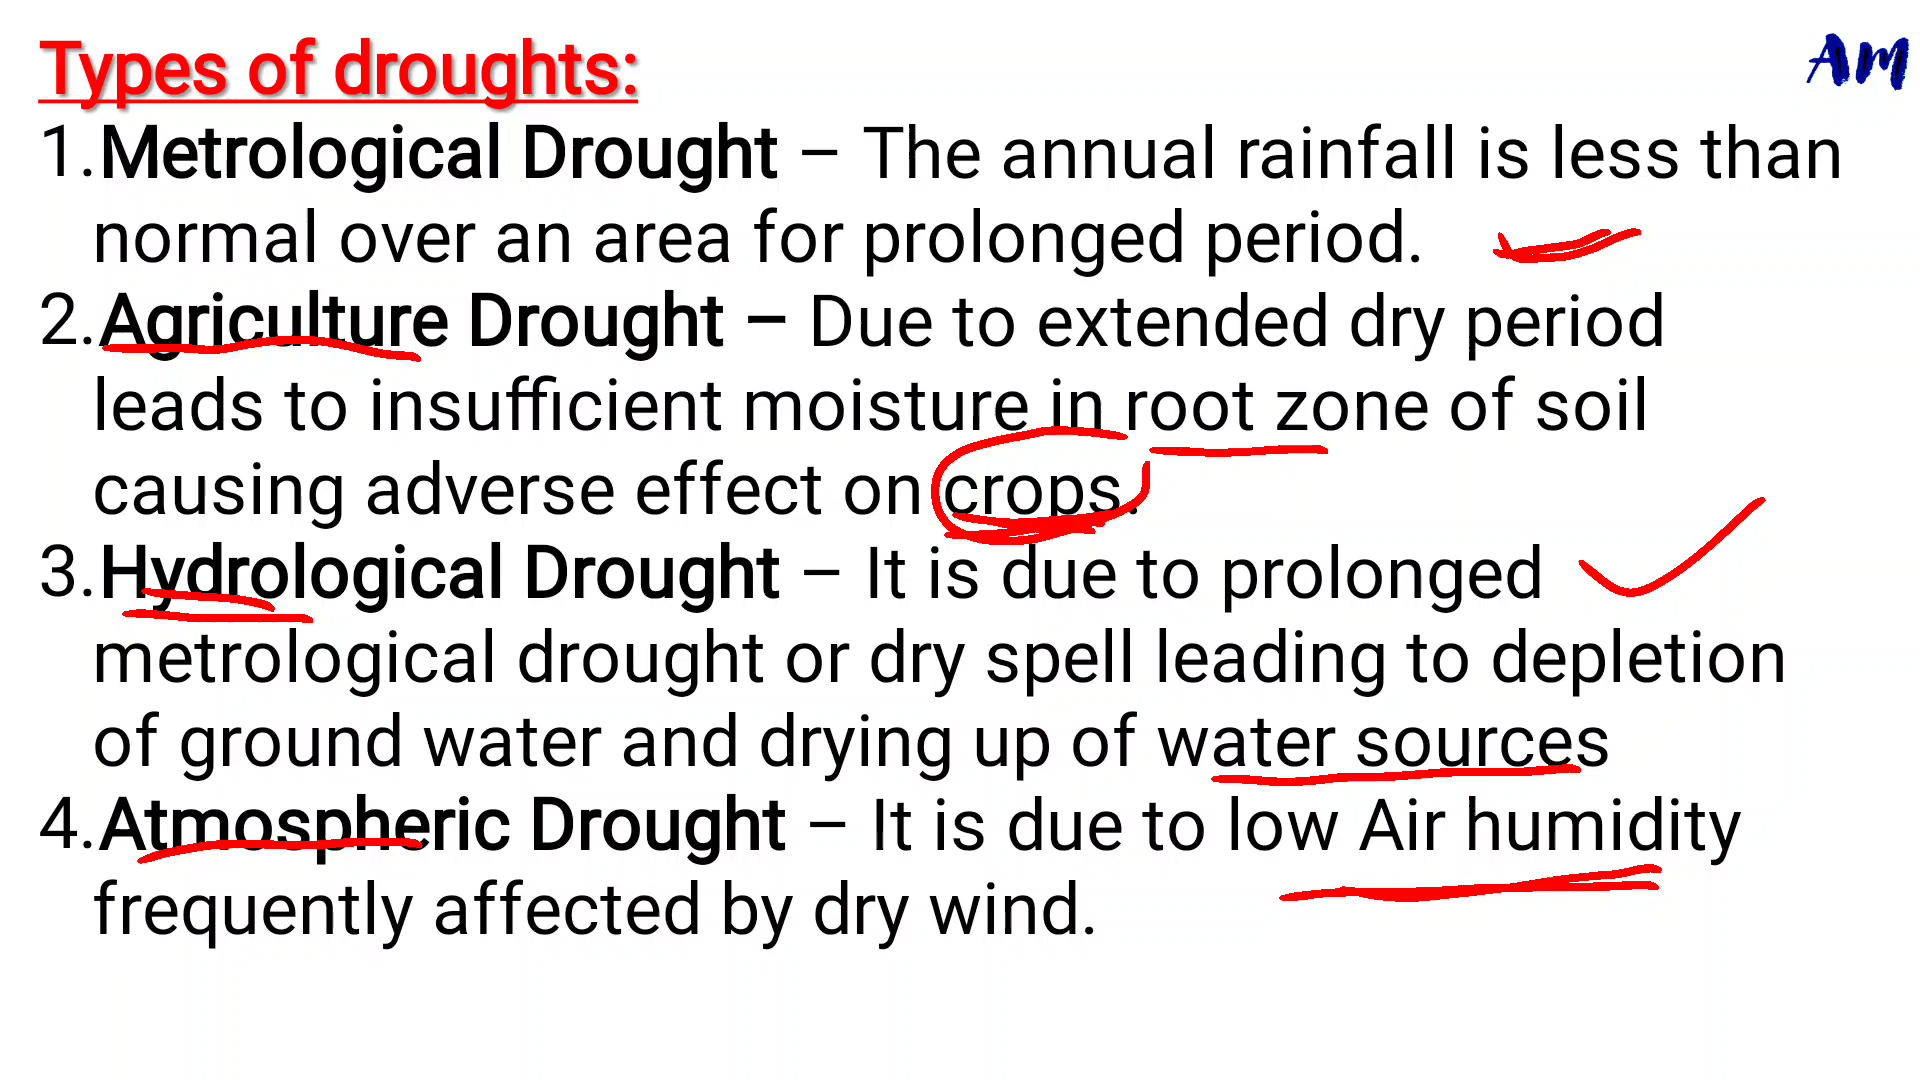 Types of droughts:
AM
1.Metrological Drought – The annual rainfall is less than
normal over an area for prolonged period.
2.Agriculture Drought – Due to extended dry period
leads to insufficient moisture in root zone of soil
causing adverse effect on crops.
3.Hydrological Drought – It is due to prolonged
metrological drought or dry spell leading to depletion
of ground water and drying up of water sources
4.Atmospheric Drought – It is due to low Air humidity
frequently affected by dry wind.